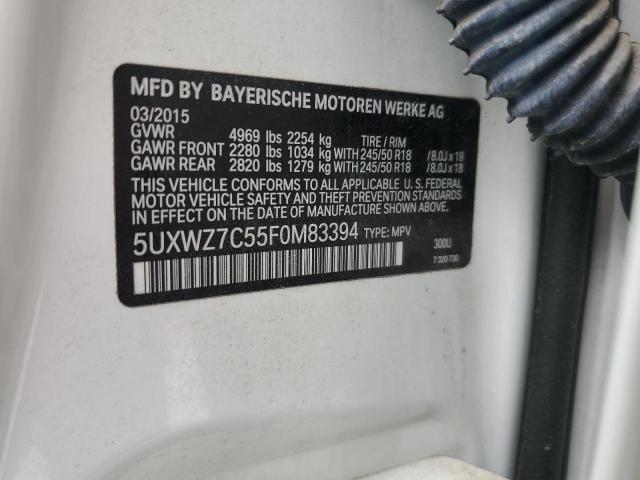 MFD BY BAYERISCHE MOTOREN WERKE AG
03/2015
GVWR 4969 lbs 2254 kg TIRE / RIM
GAWR FRONT 2280 lbs 1034 kg WITH 245/50 R18 /8.0J x 18
GAWR REAR 2820 lbs 1279 kg WITH 245/50 R18 /8.0J x 18
THIS VEHICLE CONFORMS TO ALL APPLICABLE U. S. FEDERAL
MOTOR VEHICLE SAFETY AND THEFT PREVENTION STANDARDS
IN EFFECT ON THE DATE OF MANUFACTURE SHOWN ABOVE.
5UXWZ7C55F0M83394 TYPE: MPV 300U
7 320 730